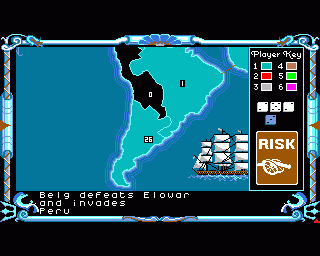 Player Key
1 4
2 5
3 6
1
0
26
RISK
Belg defeats Elowar
and invades
Peru